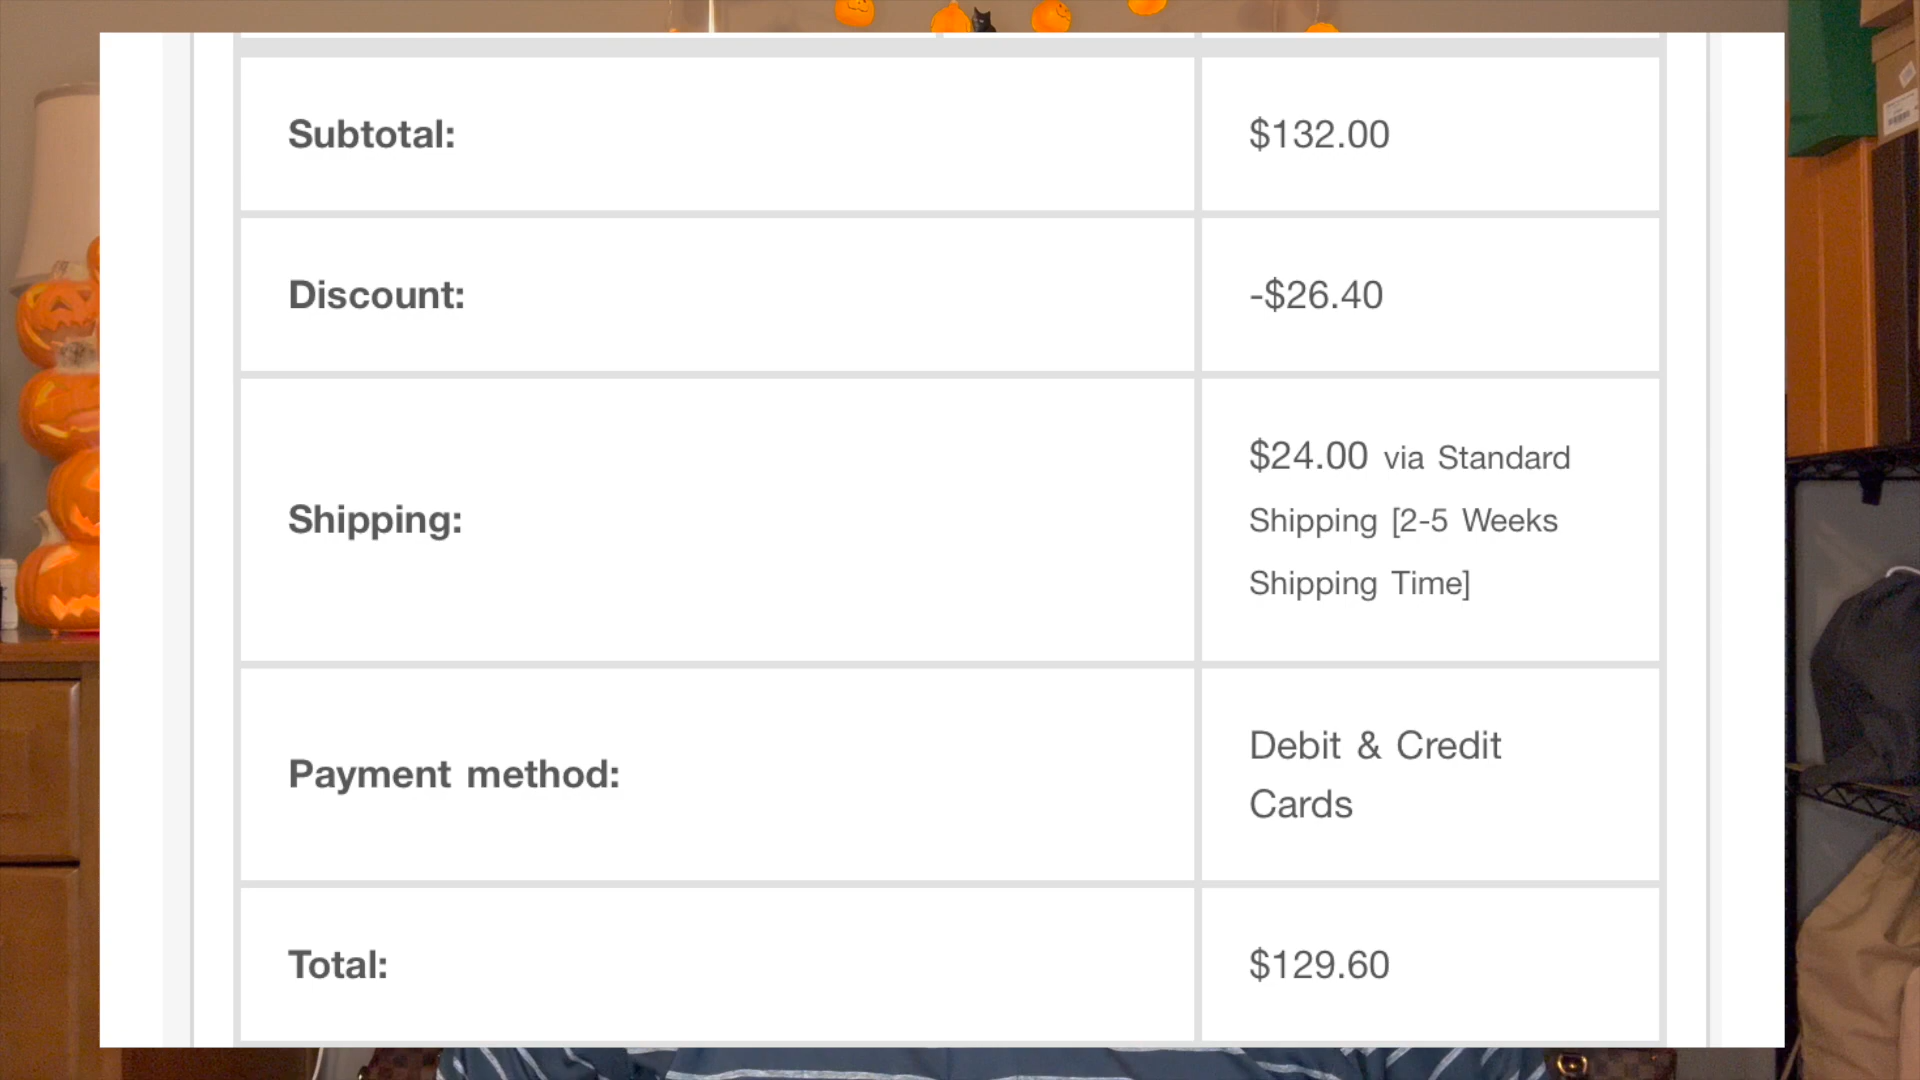 Subtotal:
$132.00
Discount:
-$26.40
Shipping:
$24.00 via Standard
Shipping [2-5 Weeks
Shipping Time]
Payment method:
Debit & Credit
Cards
Total:
$129.60